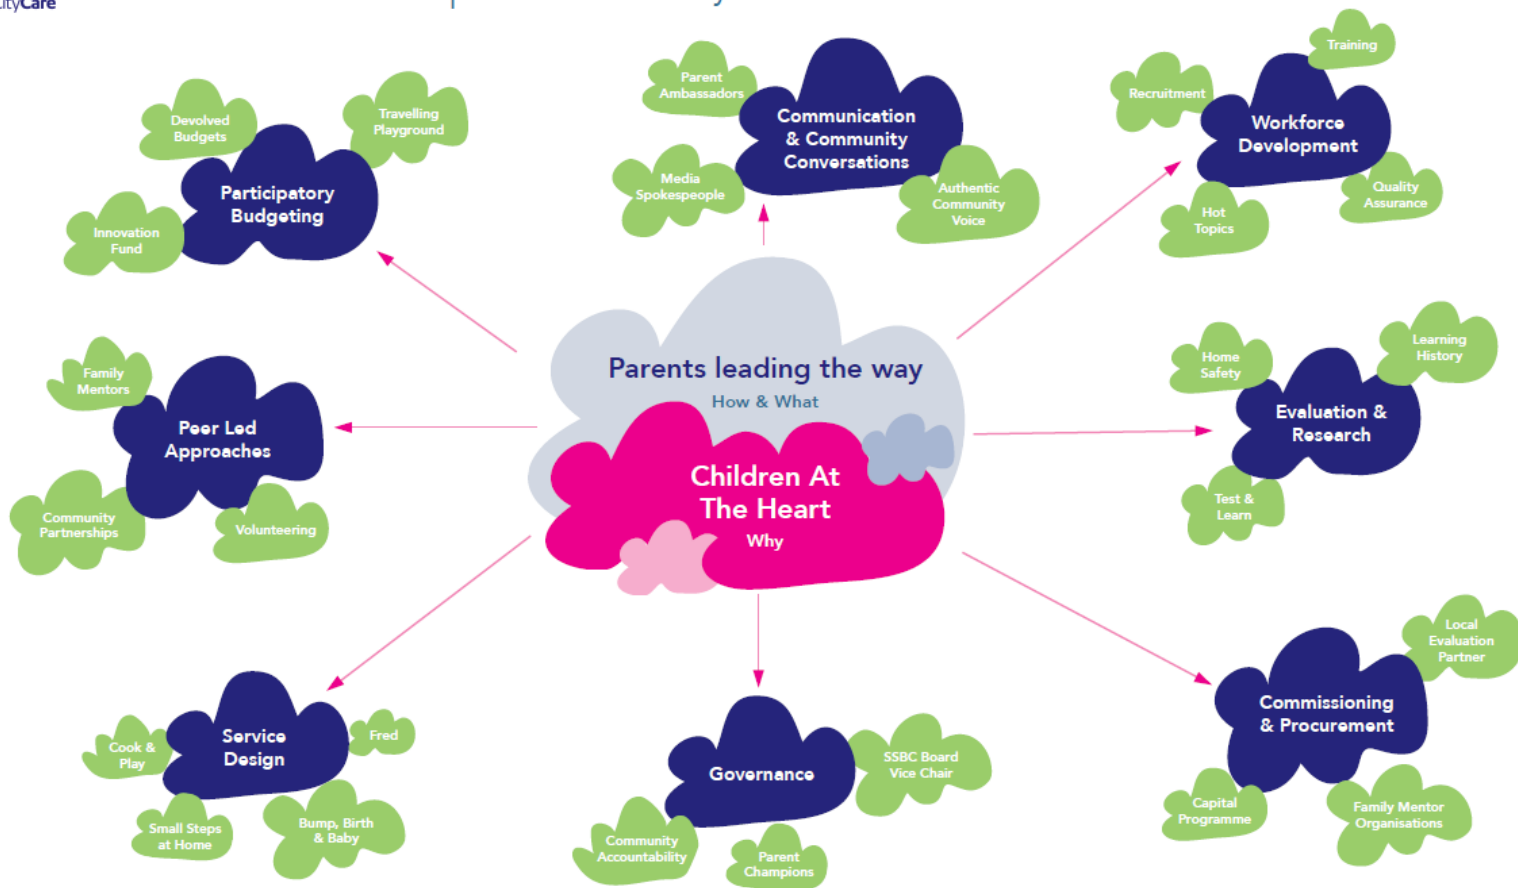 Care
Training
Parent
Ambassadors
Communication
& Community
Conversations
Recruitment
Workforce
Development
Devolved
Budgets
Travelling
Playground
Participatory
Budgeting
Innovation
Fund
Media
Spokespeople
Authentic
Community
Voice
Hot
Topics
Quality
Assurance
Parents leading the way
How & What
Children At
The Heart
Why
Family
Mentors
Peer Led
Approaches
Community
Partnerships
Volunteering
Home
Safety
Learning
History
Evaluation &
Research
Test &
Learn
Service
Design
Cook &
Play
Fred
Small Steps
at Home
Bump, Birth
& Baby
Governance
SSBC Board
Vice Chair
Community
Accountability
Parent
Champions
Local
Evaluation
Partner
Commissioning
& Procurement
Capital
Programme
Family Mentor
Organisations